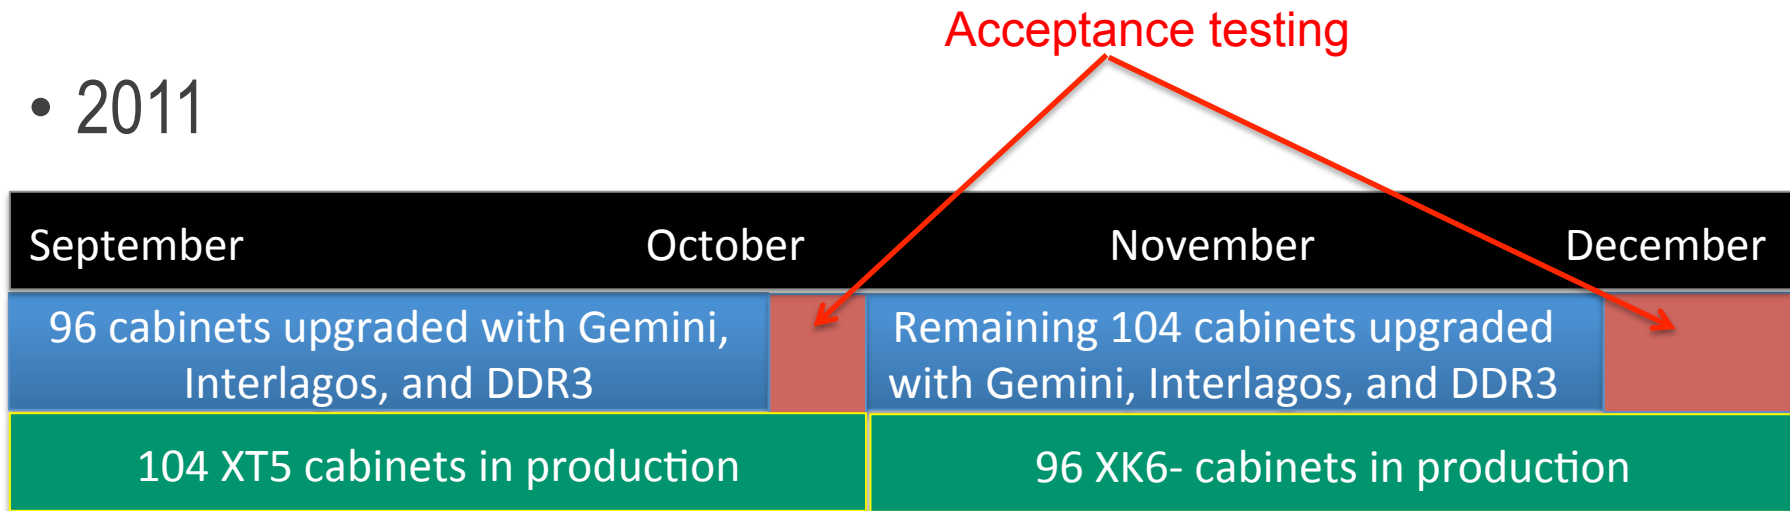 Acceptance testing
• 2011
September October November December
96 cabinets upgraded with Gemini,
Interlagos, and DDR3
Remaining 104 cabinets upgraded
with Gemini, Interlagos, and DDR3
104 XT5 cabinets in production
96 XK6- cabinets in production